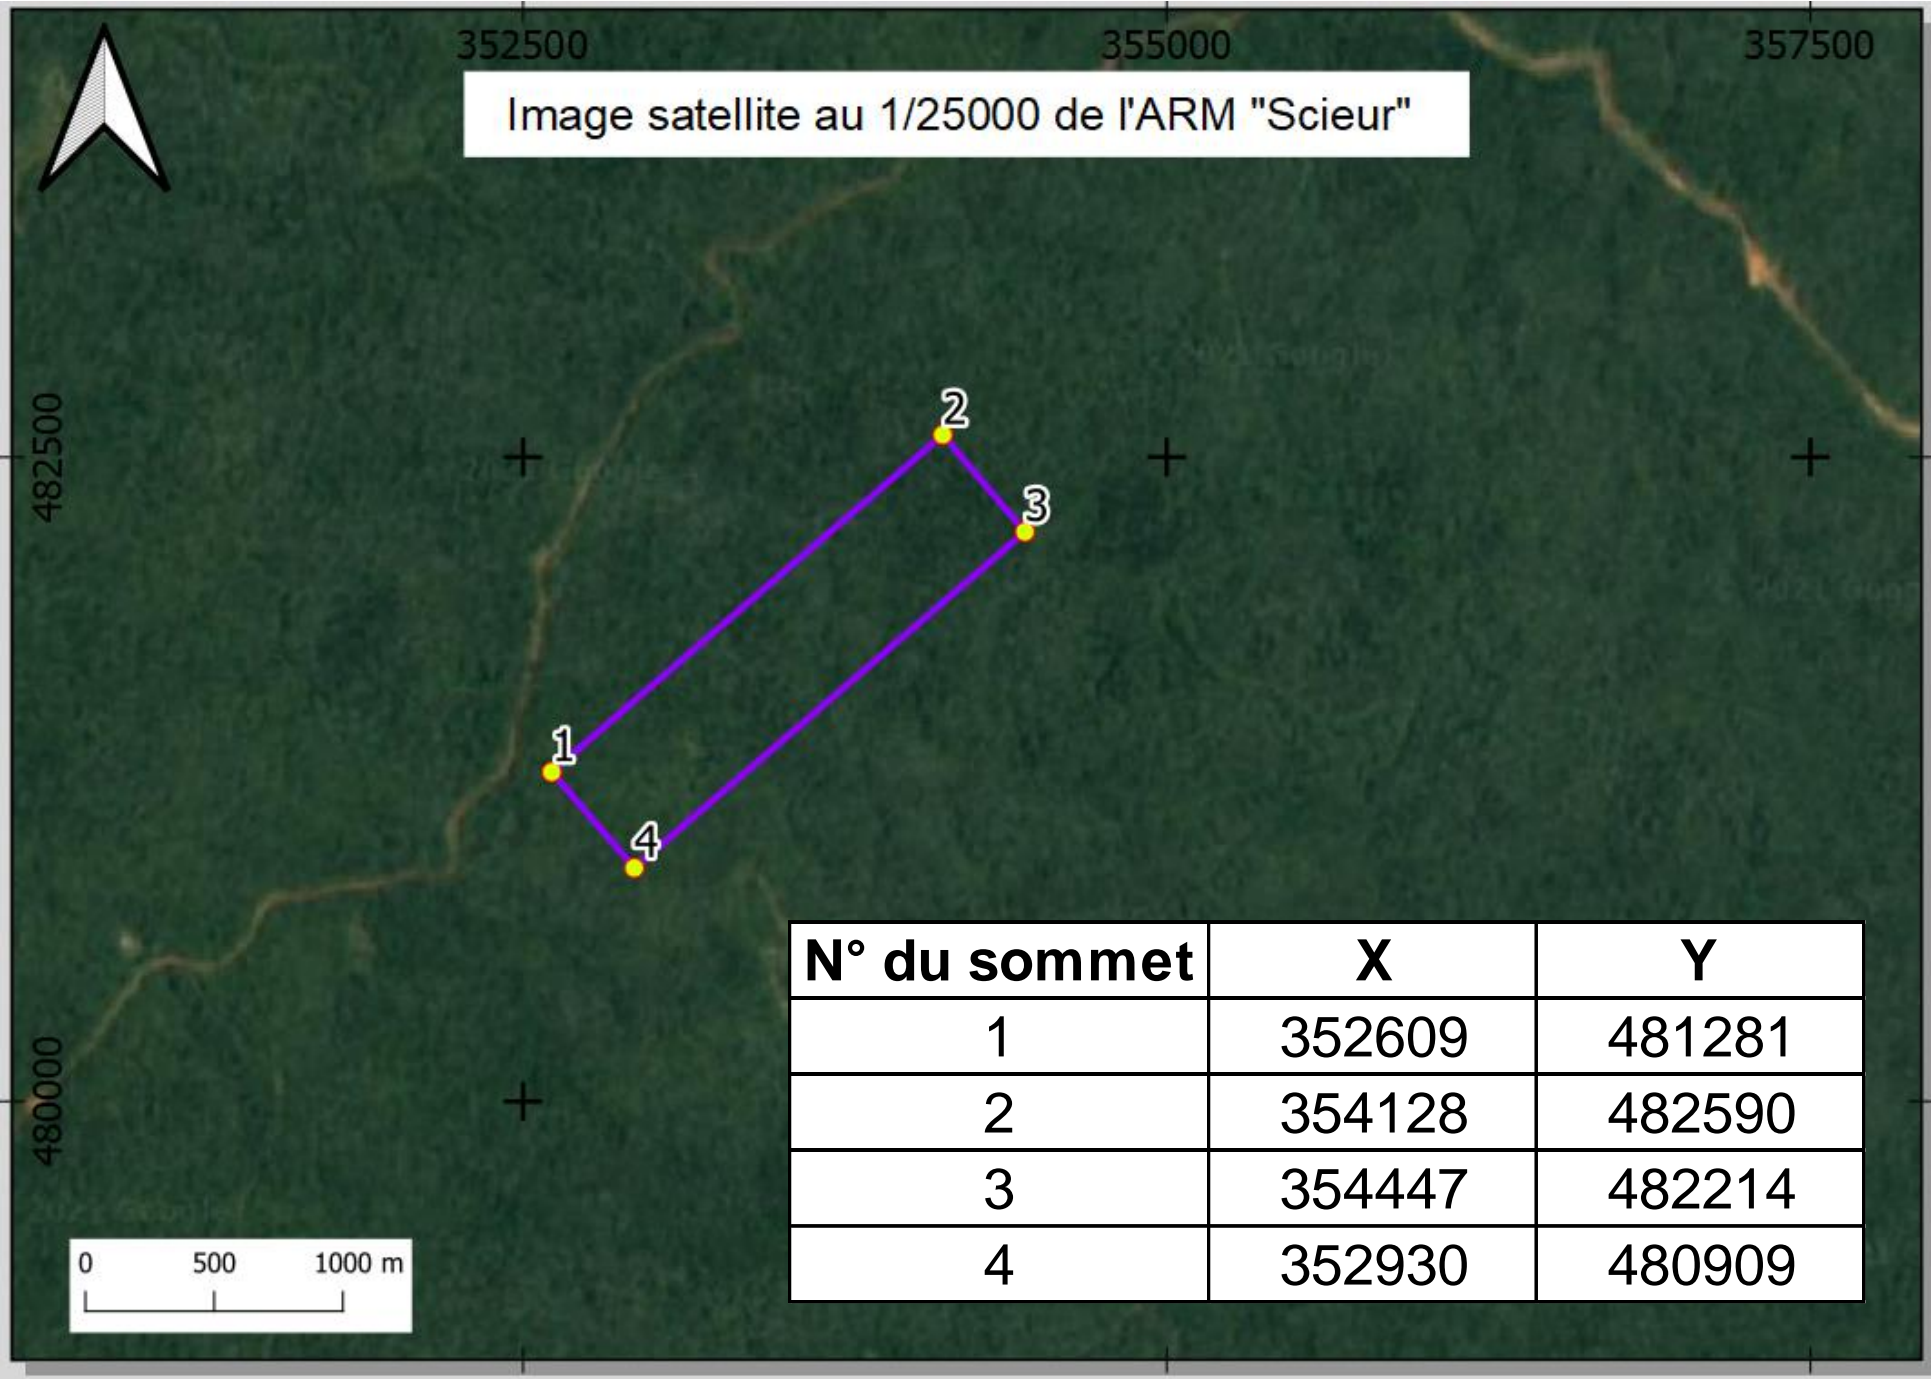 352500 355000 357500
Image satellite au 1/25000 de l'ARM "Scieur"
482500
2
3
1
4
480000
N° du sommet X Y
1 352609 481281
2 354128 482590
3 354447 482214
4 352930 480909
0 500 1000 m